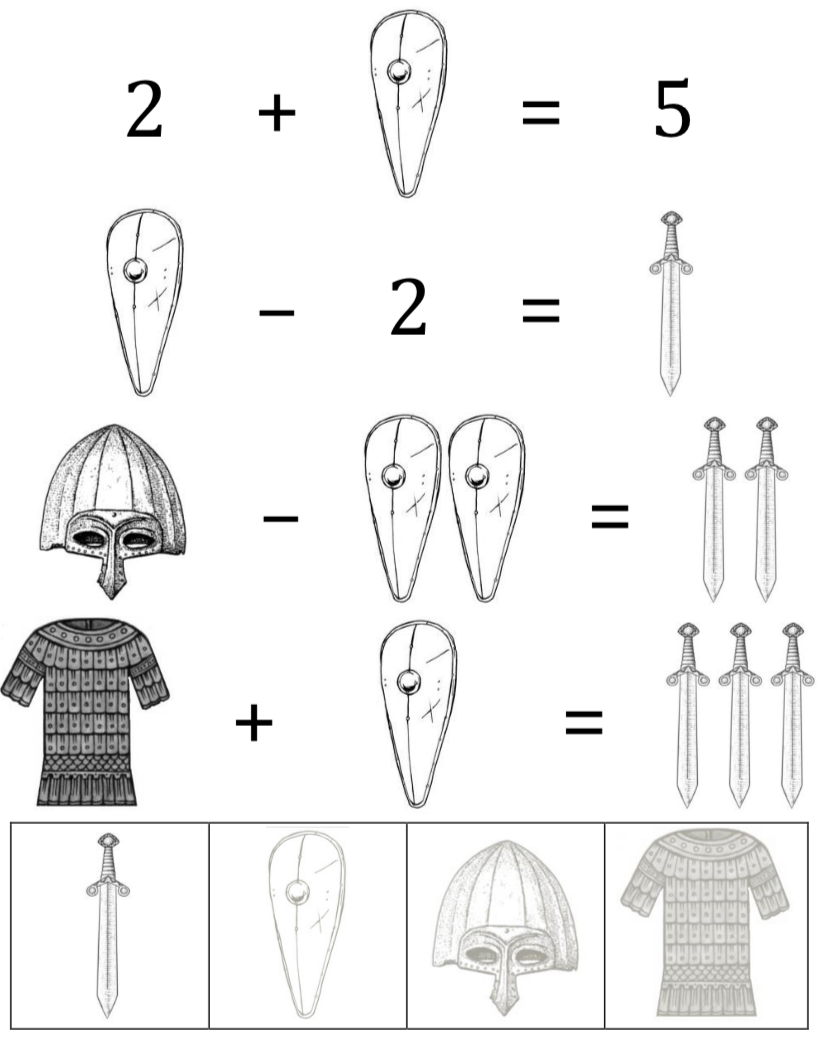 2 + = 5
− 2 =
− =
+ =